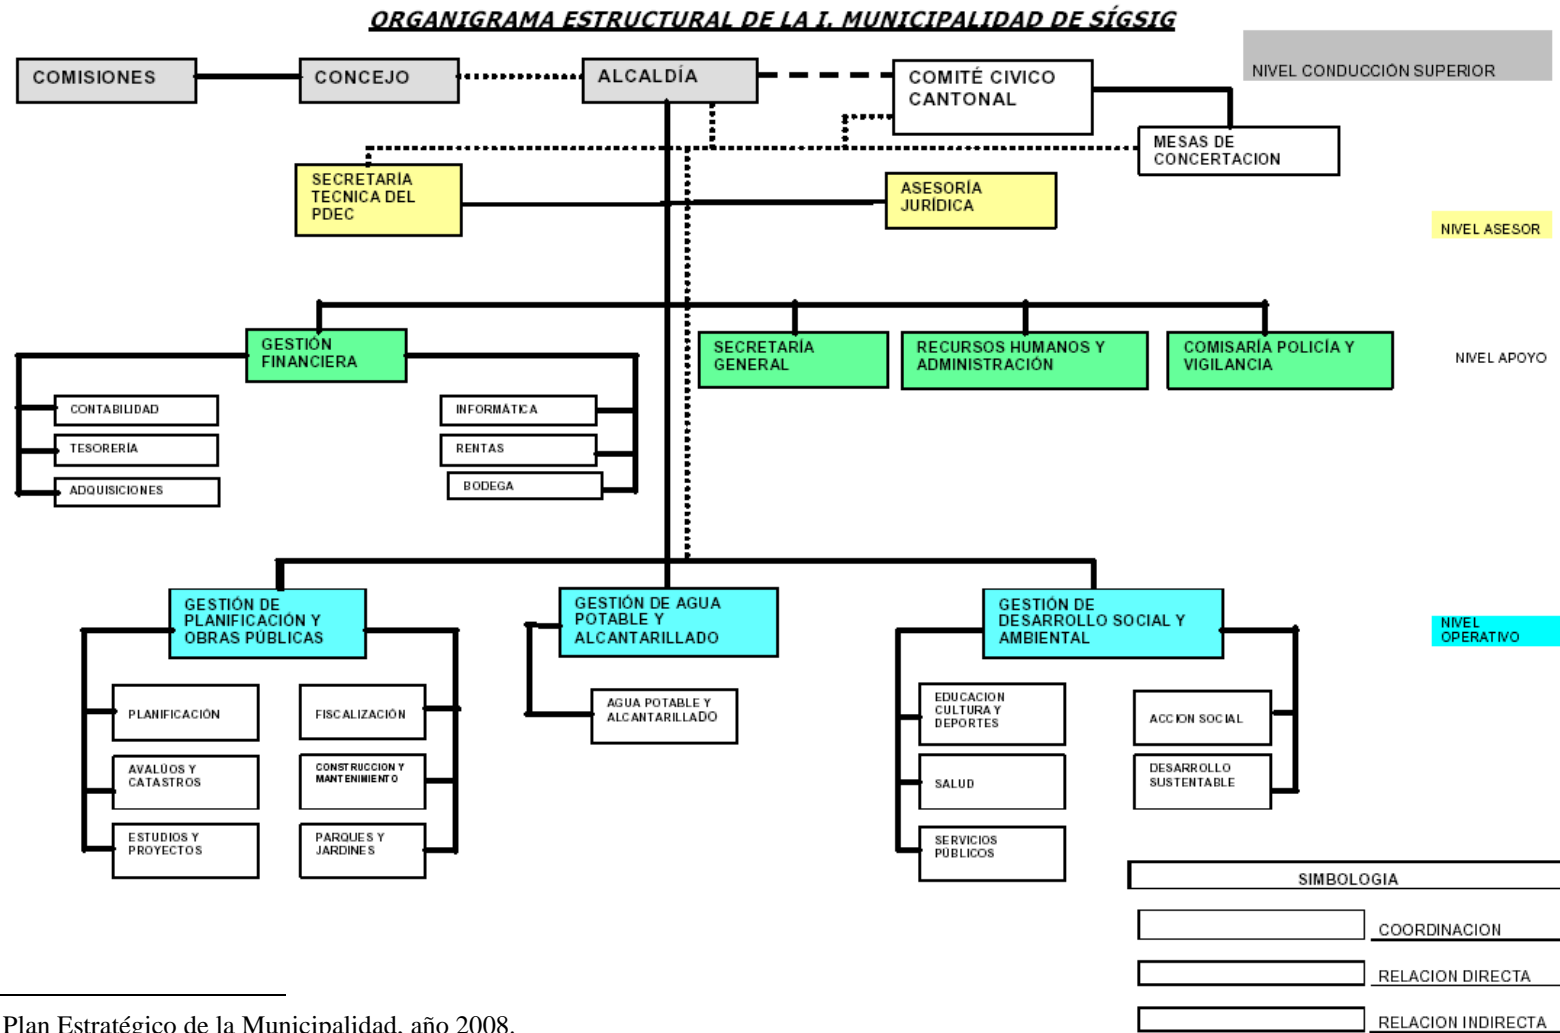 ORGANIGRAMA ESTRUCTURAL DE LA I. MUNICIPALIDAD DE SÍGSIG
COMISIONES
CONCEJO
ALCALDÍA
COMITÉ CIVICO
CANTONAL
NIVEL CONDUCCIÓN SUPERIOR
MESAS DE
CONCERTACION
SECRETARÍA
TECNICA DEL
PDEC
ASESORÍA
JURÍDICA
NIVEL ASESOR
GESTIÓN
FINANCIERA
SECRETARÍA
GENERAL
RECURSOS HUMANOS Y
ADMINISTRACIÓN
COMISARÍA POLICÍA Y
VIGILANCIA
NIVEL APOYO
CONTABILIDAD
TESORERÍA
ADQUISICIONES
INFORMÁTICA
RENTAS
BODEGA
GESTIÓN DE
PLANIFICACIÓN Y
OBRAS PÚBLICAS
GESTIÓN DE AGUA
POTABLE Y
ALCANTARILLADO
GESTIÓN DE
DESARROLLO SOCIAL Y
AMBIENTAL
NIVEL
OPERATIVO
PLANIFICACIÓN
AVALÚOS Y
CATASTROS
ESTUDIOS Y
PROYECTOS
FISCALIZACIÓN
CONSTRUCCION Y
MANTENIMIENTO
PARQUES Y
JARDINES
AGUA POTABLE Y
ALCANTARILLADO
EDUCACION
CULTURA Y
DEPORTES
SALUD
SERVICIOS
PÚBLICOS
ACCION SOCIAL
DESARROLLO
SUSTENTABLE
SIMBOLOGIA
COORDINACION
RELACION DIRECTA
RELACION INDIRECTA
Plan Estratégico de la Municipalidad, año 2008.